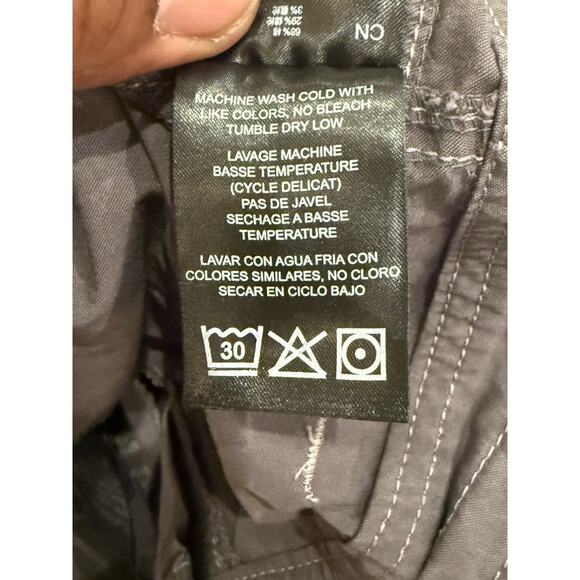 CN
MACHINE WASH COLD WITH
LIKE COLORS, NO BLEACH
TUMBLE DRY LOW
LAVAGE MACHINE
BASSE TEMPERATURE
(CYCLE DELICAT)
PAS DE JAVEL
SECHAGE A BASSE
TEMPERATURE
LAVAR CON AGUA FRIA CON
COLORES SIMILARES, NO CLORO
SECAR EN CICLO BAJO
30